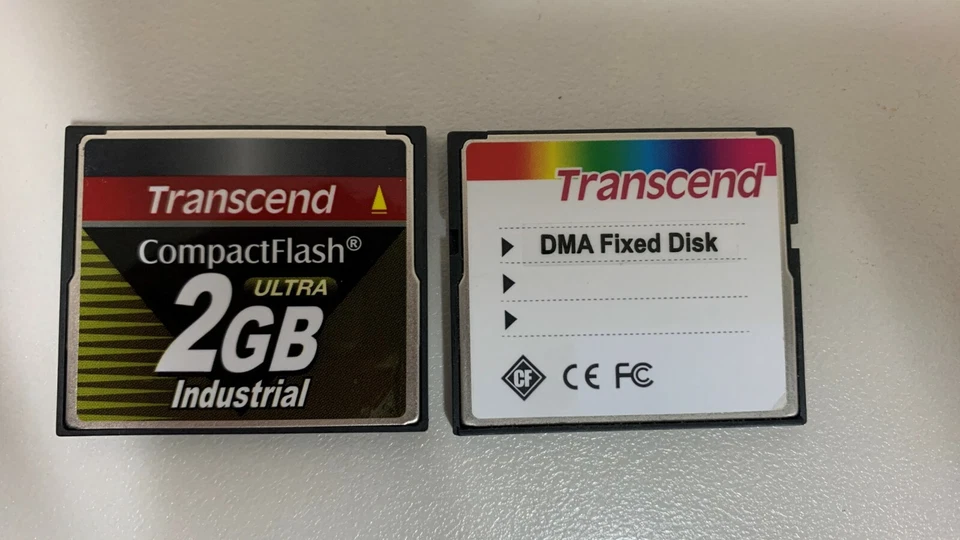 Transcend
CompactFlash®
ULTRA
2GB
Industrial
Transcend
DMA Fixed Disk
CF CE FC